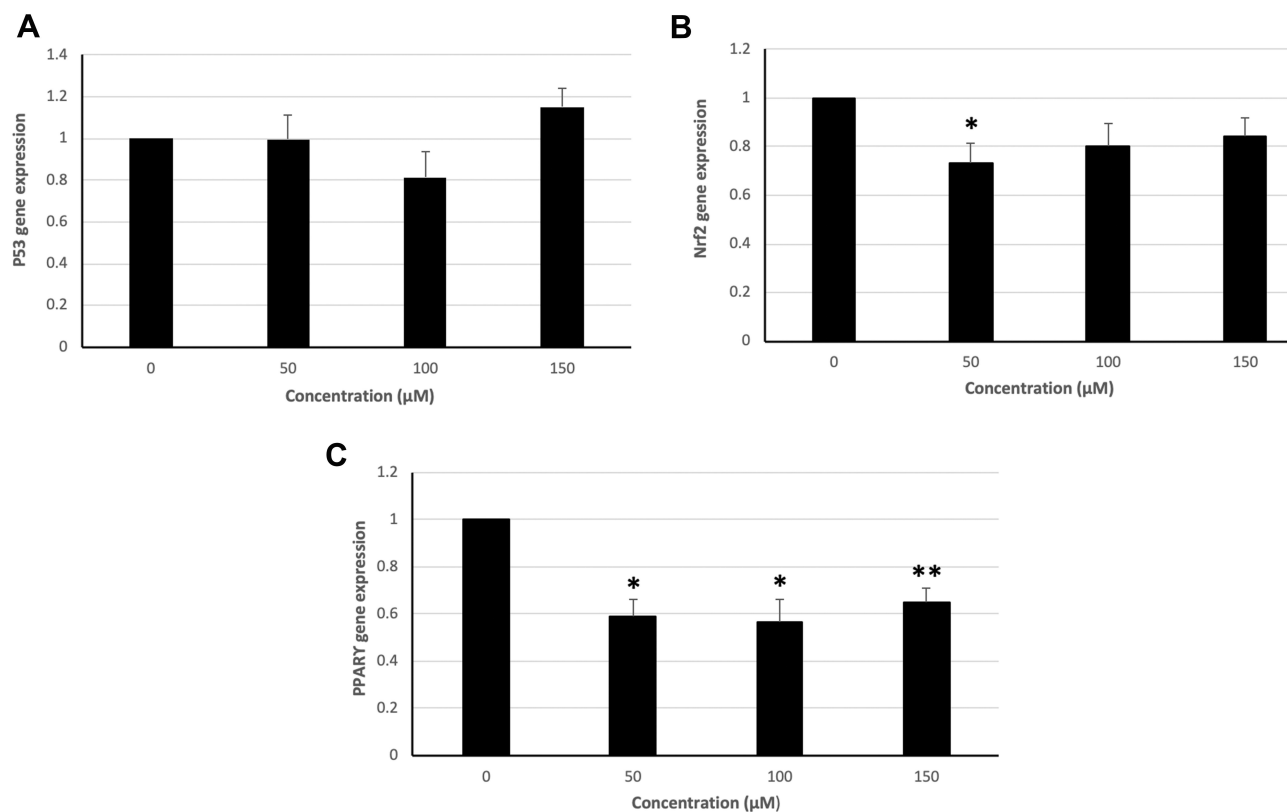 A
P53 gene expression
1.4
1.2
1
0.8
0.6
0.4
0.2
0
0 50 100 150
Concentration (µM)
B
Nrf2 gene expression
1.2
1
0.8
0.6
0.4
0.2
0
*
0 50 100 150
Concentration (µM)
C
PPARY gene expression
1.2
1
0.8
0.6
0.4
0.2
0
* * **
0 50 100 150
Concentration (µM)